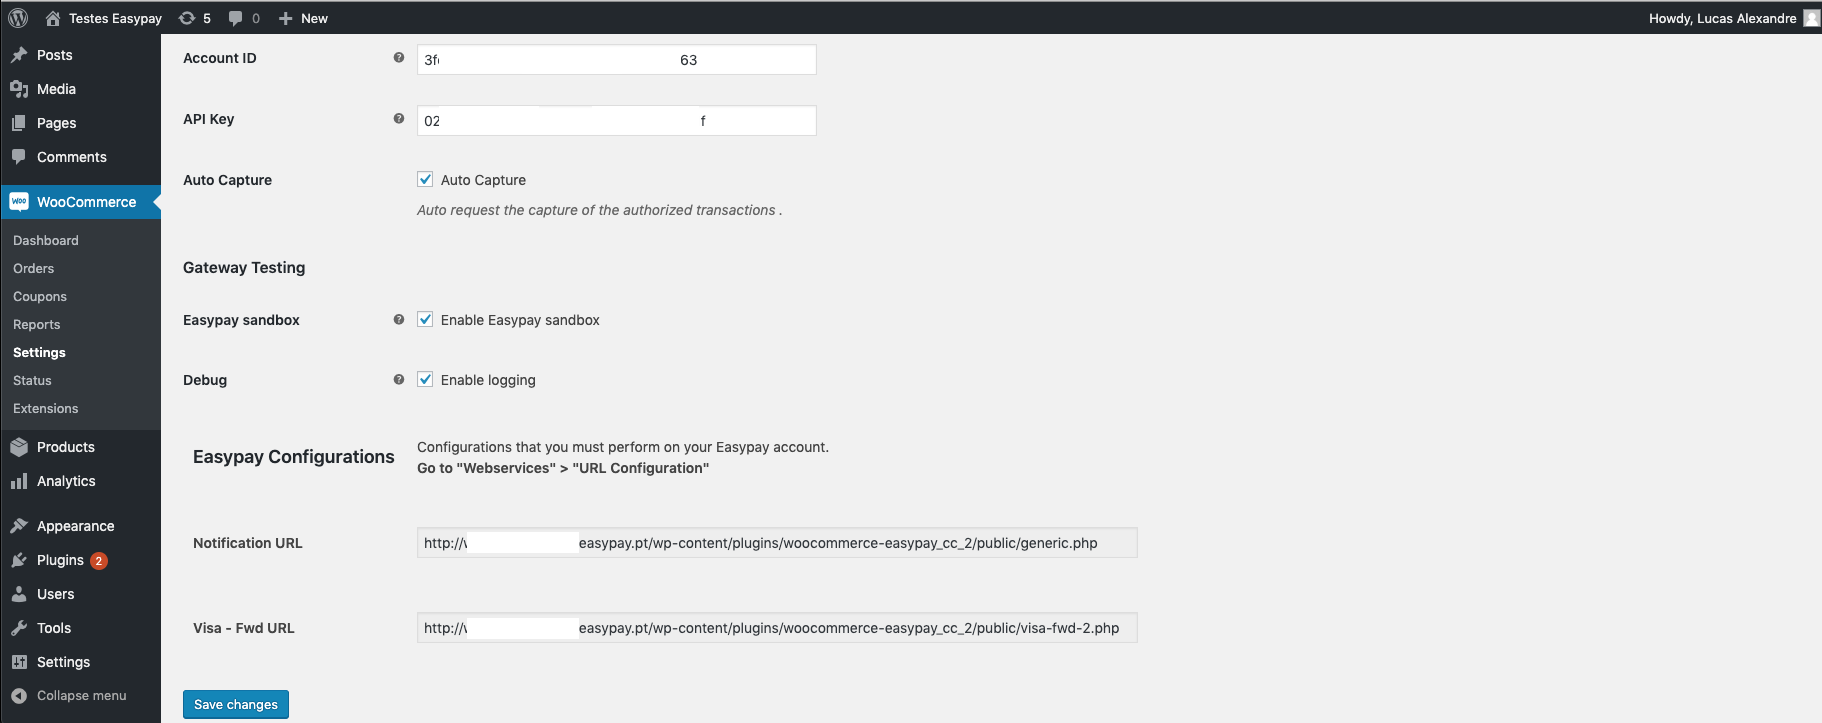 Testes Easypay 5 0 New Howdy, Lucas Alexandre
Posts
Media
Pages
Comments
WooCommerce
Dashboard
Orders
Coupons
Reports
Settings
Status
Extensions
Products
Analytics
Appearance
Plugins 2
Users
Tools
Settings
Collapse menu
Account ID ? 3f 63
API Key ? 02 f
Auto Capture Auto Capture
Auto request the capture of the authorized transactions .
Gateway Testing
Easypay sandbox ? Enable Easypay sandbox
Debug ? Enable logging
Easypay Configurations
Configurations that you must perform on your Easypay account.
Go to "Webservices" > "URL Configuration"
Notification URL http:// easypay.pt/wp-content/plugins/woocommerce-easypay_cc_2/public/generic.php
Visa - Fwd URL http:// easypay.pt/wp-content/plugins/woocommerce-easypay_cc_2/public/visa-fwd-2.php
Save changes